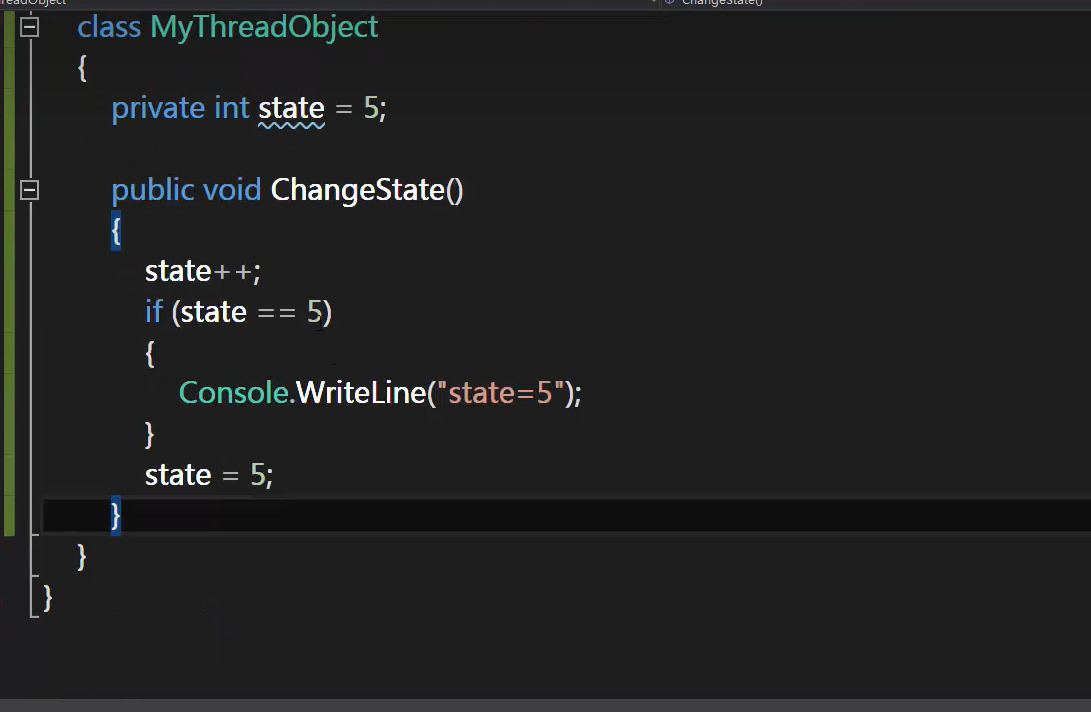 ChangeState()
class MyThreadObject
{
private int state = 5;
public void ChangeState()
{
state++;
if (state == 5)
{
Console.WriteLine("state=5");
}
state = 5;
}
}
}